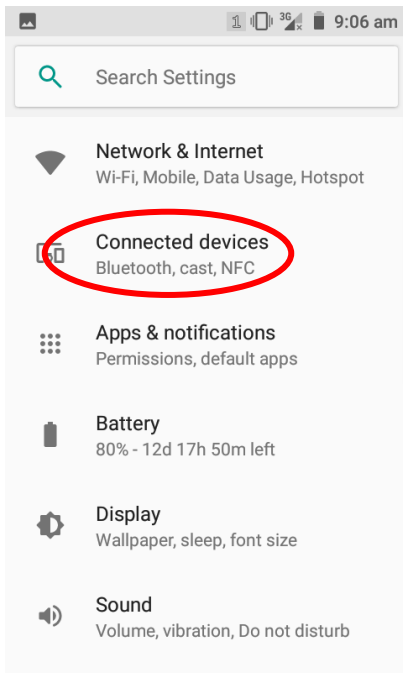 1 3G 9:06 am
Search Settings
Network & Internet
Wi-Fi, Mobile, Data Usage, Hotspot
Connected devices
Bluetooth, cast, NFC
Apps & notifications
Permissions, default apps
Battery
80% - 12d 17h 50m left
Display
Wallpaper, sleep, font size
Sound
Volume, vibration, Do not disturb